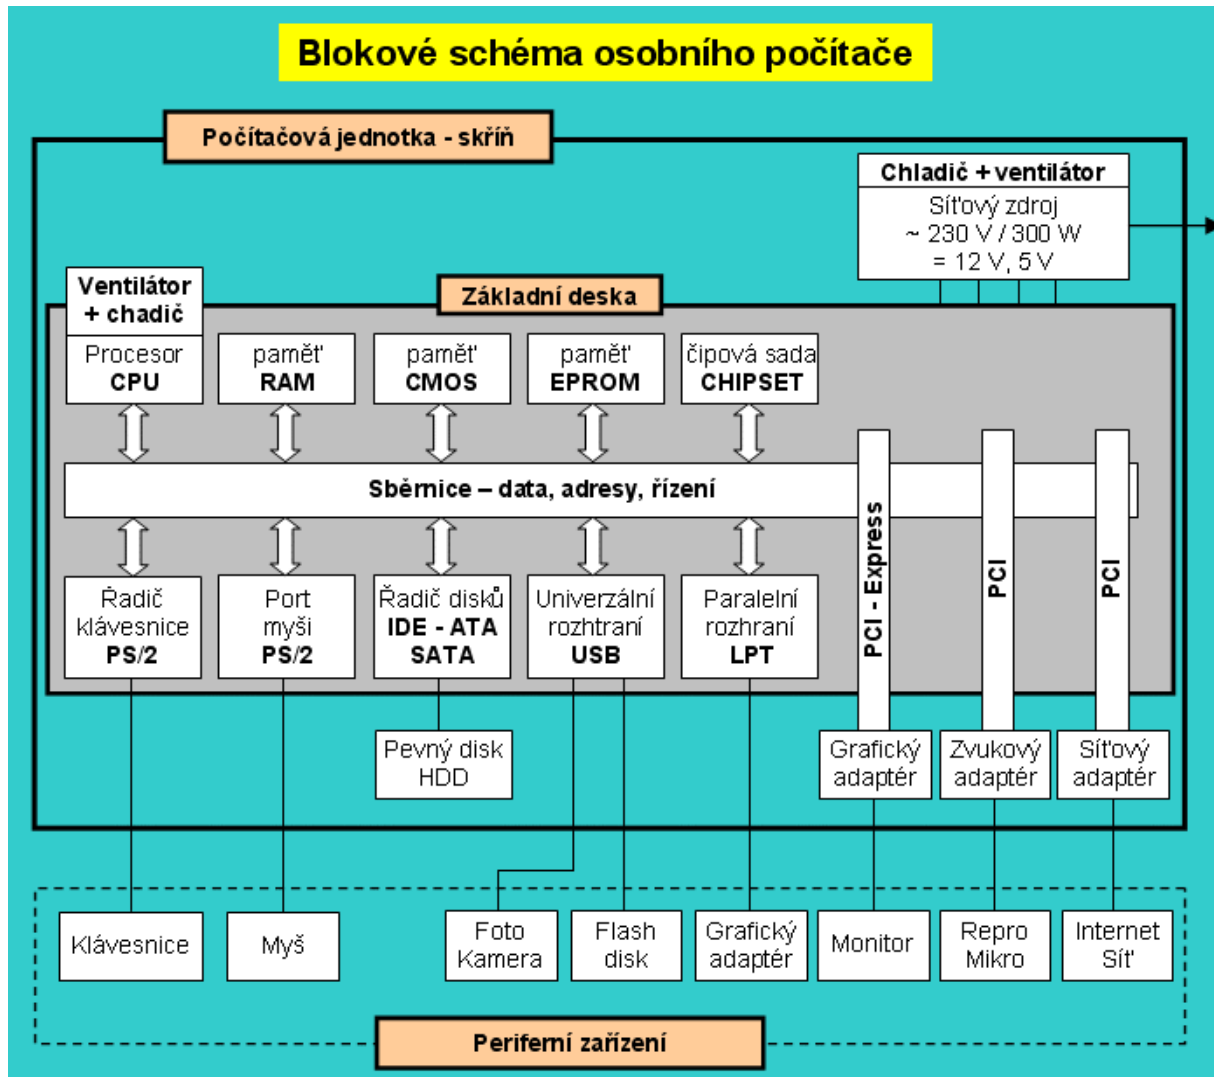 Blokové schéma osobního počítače
Počítačová jednotka - skříň
Chladič + ventilátor
Síťový zdroj
~ 230 V / 300 W
= 12 V, 5 V
Ventilátor
+ chadič
Základní deska
Procesor
CPU
paměť
RAM
paměť
CMOS
paměť
EPROM
čipová sada
CHIPSET
Sběrnice – data, adresy, řízení
PCI - Express
PCI
PCI
Řadič
klávesnice
PS/2
Port
myši
PS/2
Řadič disků
IDE - ATA
SATA
Univerzální
rozhtraní
USB
Paralelní
rozhraní
LPT
Pevný disk
HDD
Grafický
adaptér
Zvukový
adaptér
Síťový
adaptér
Klávesnice
Myš
Foto
Kamera
Flash
disk
Grafický
adaptér
Monitor
Repro
Mikro
Internet
Síť
Periferní zařízení